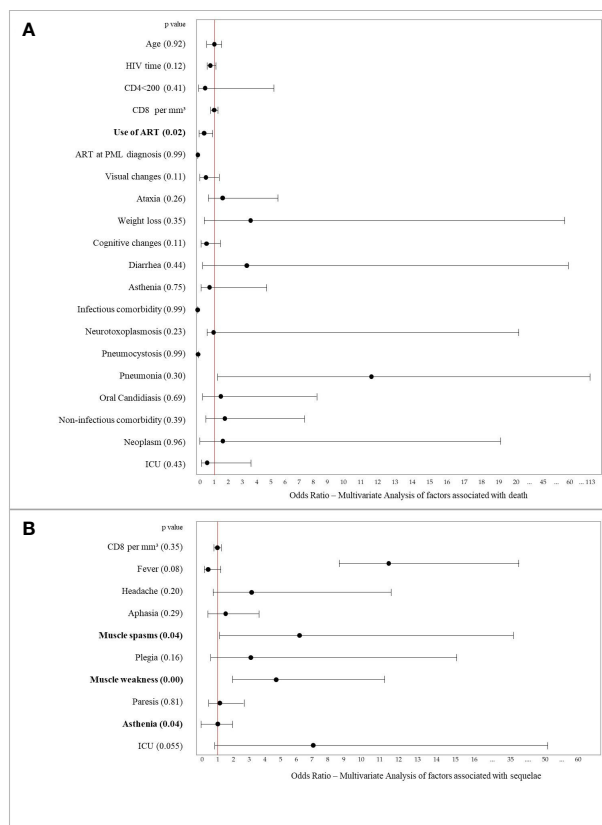 A
p value
Age (0.92)
HIV time (0.12)
CD4<200 (0.41)
CD8 per mm³
Use of ART (0.02)
ART at PML diagnosis (0.99)
Visual changes (0.11)
Ataxia (0.26)
Weight loss (0.35)
Cognitive changes (0.11)
Diarrhea (0.44)
Asthenia (0.75)
Infectious comorbidity (0.99)
Neurotoxoplasmosis (0.23)
Pneumocystosis (0.99)
Pneumonia (0.30)
Oral Candidiasis (0.69)
Non-infectious comorbidity (0.39)
Neoplasm (0.96)
ICU (0.43)
0 1 2 3 4 5 6 7 8 9 10 11 12 13 14 15 16 17 19 20 ... 45 ... 60 ... 113
Odds Ratio – Multivariate Analysis of factors associated with death
B
p value
CD8 per mm³ (0.35)
Fever (0.08)
Headache (0.20)
Aphasia (0.29)
Muscle spasms (0.04)
Plegia (0.16)
Muscle weakness (0.00)
Paresis (0.81)
Asthenia (0.04)
ICU (0.055)
0 1 2 3 4 5 6 7 8 9 10 11 12 13 14 15 16 ... 35 .... 50 ... 60
Odds Ratio – Multivariate Analysis of factors associated with sequelae